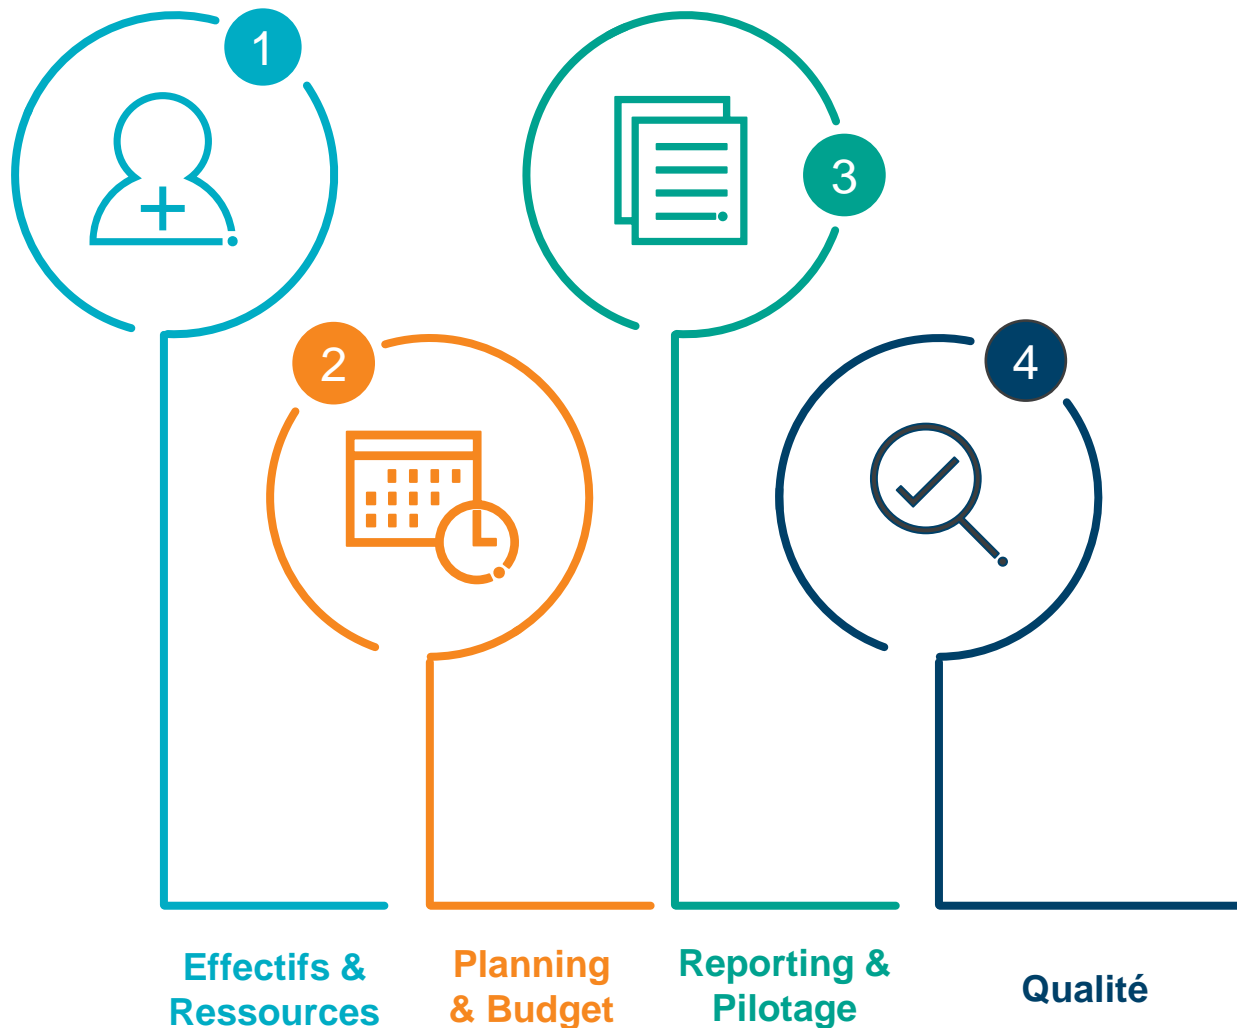 1
2
3
4
Effectifs &
Ressources
Planning
& Budget
Reporting &
Pilotage
Qualité